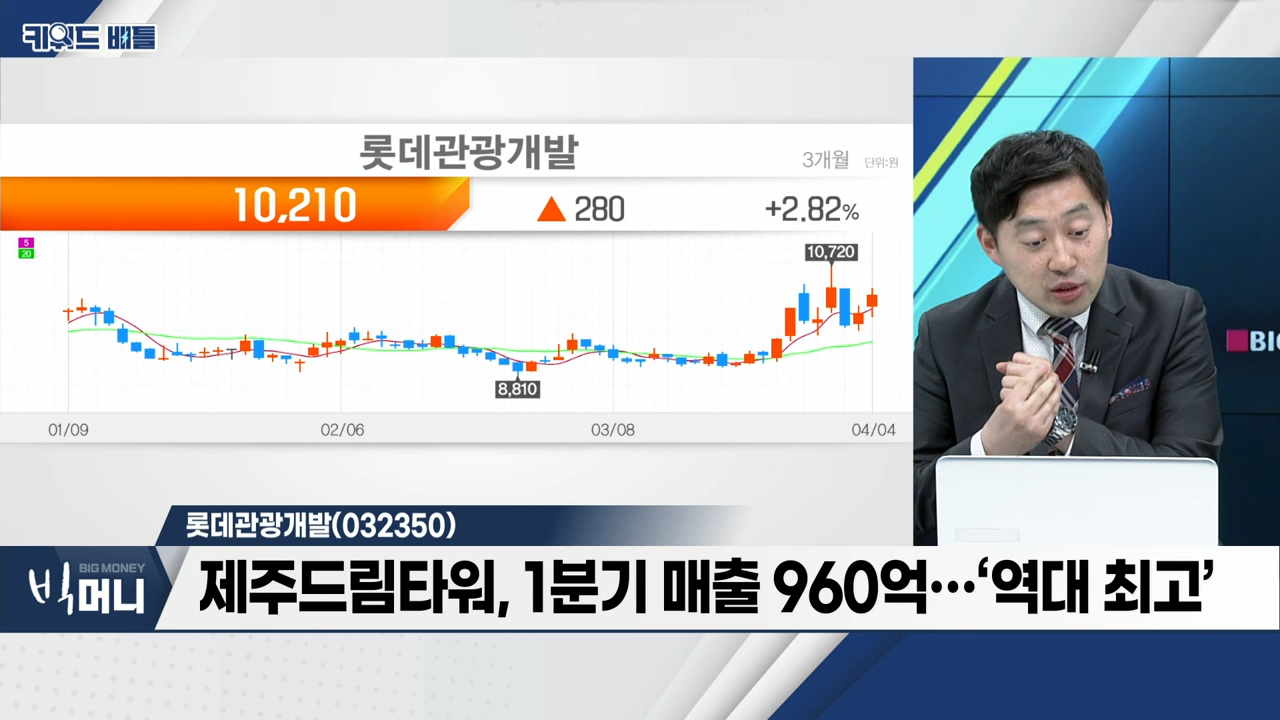 키워드 배틀
롯데관광개발
3개월 단위:원
10,210 ▲ 280 +2.82%
5
20
10,720
8,810
01/09 02/06 03/08 04/04
BIG
롯데관광개발(032350)
BIG MONEY
빅머니
제주드림타워, 1분기 매출 960억…‘역대 최고’